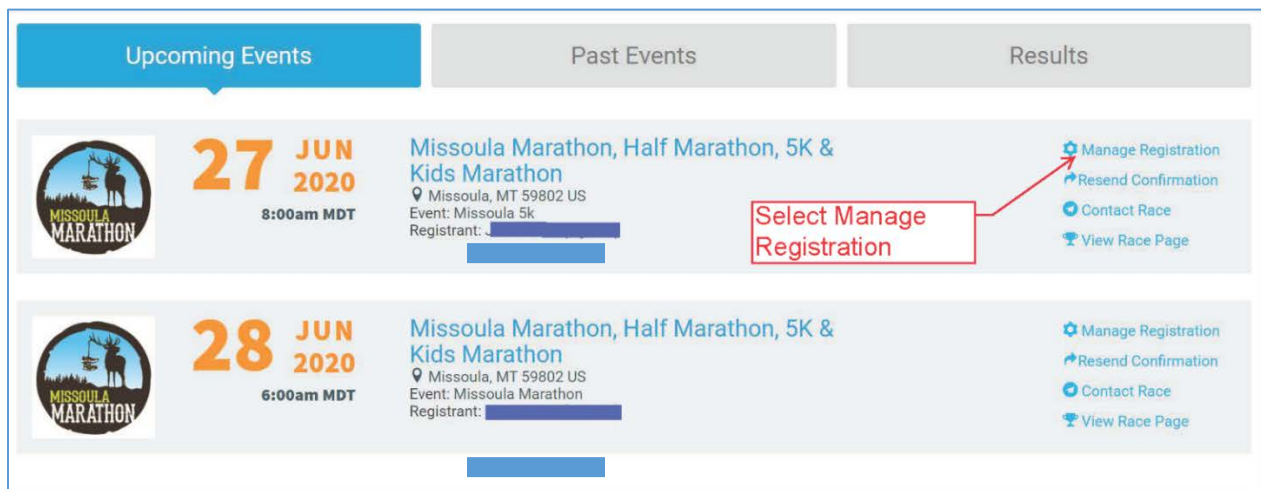 Upcoming Events
Past Events
Results
MISSOULA
MARATHON
27 JUN
2020
8:00am MDT
Missoula Marathon, Half Marathon, 5K &
Kids Marathon
Missoula, MT 59802 US
Event: Missoula 5k
Registrant:
Select Manage
Registration
Manage Registration
Resend Confirmation
Contact Race
View Race Page
MISSOULA
MARATHON
28 JUN
2020
6:00am MDT
Missoula Marathon, Half Marathon, 5K &
Kids Marathon
Missoula, MT 59802 US
Event: Missoula Marathon
Registrant:
Manage Registration
Resend Confirmation
Contact Race
View Race Page